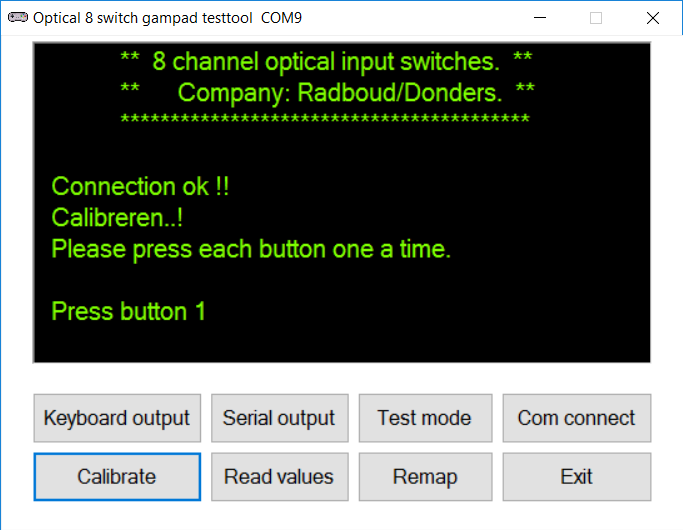 Optical 8 switch gampad testtool  COM9
**  8 channel optical input switches.  **
**      Company: Radboud/Donders.  **
*****************************************
Connection ok !!
Calibreren..!
Please press each button one a time.
Press button 1
Keyboard output  Serial output  Test mode  Com connect
Calibrate  Read values  Remap  Exit